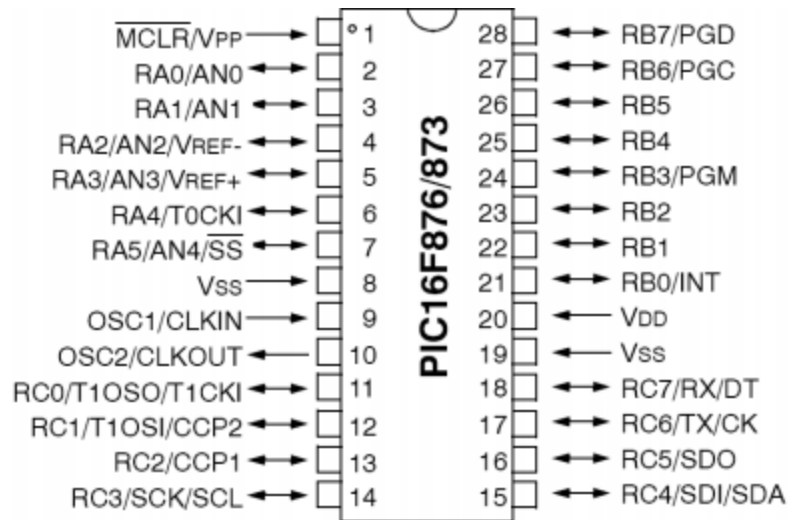 MCLR/VPP 1 28 RB7/PGD
RA0/AN0 2 27 RB6/PGC
RA1/AN1 3 26 RB5
RA2/AN2/VREF- 4 25 RB4
RA3/AN3/VREF+ 5 24 RB3/PGM
RA4/T0CKI 6 23 RB2
RA5/AN4/SS 7 22 RB1
VSS 8 21 RB0/INT
OSC1/CLKIN 9 20 VDD
OSC2/CLKOUT 10 19 VSS
RC0/T1OSO/T1CKI 11 18 RC7/RX/DT
RC1/T1OSI/CCP2 12 17 RC6/TX/CK
RC2/CCP1 13 16 RC5/SDO
RC3/SCK/SCL 14 15 RC4/SDI/SDA
PIC16F876/873